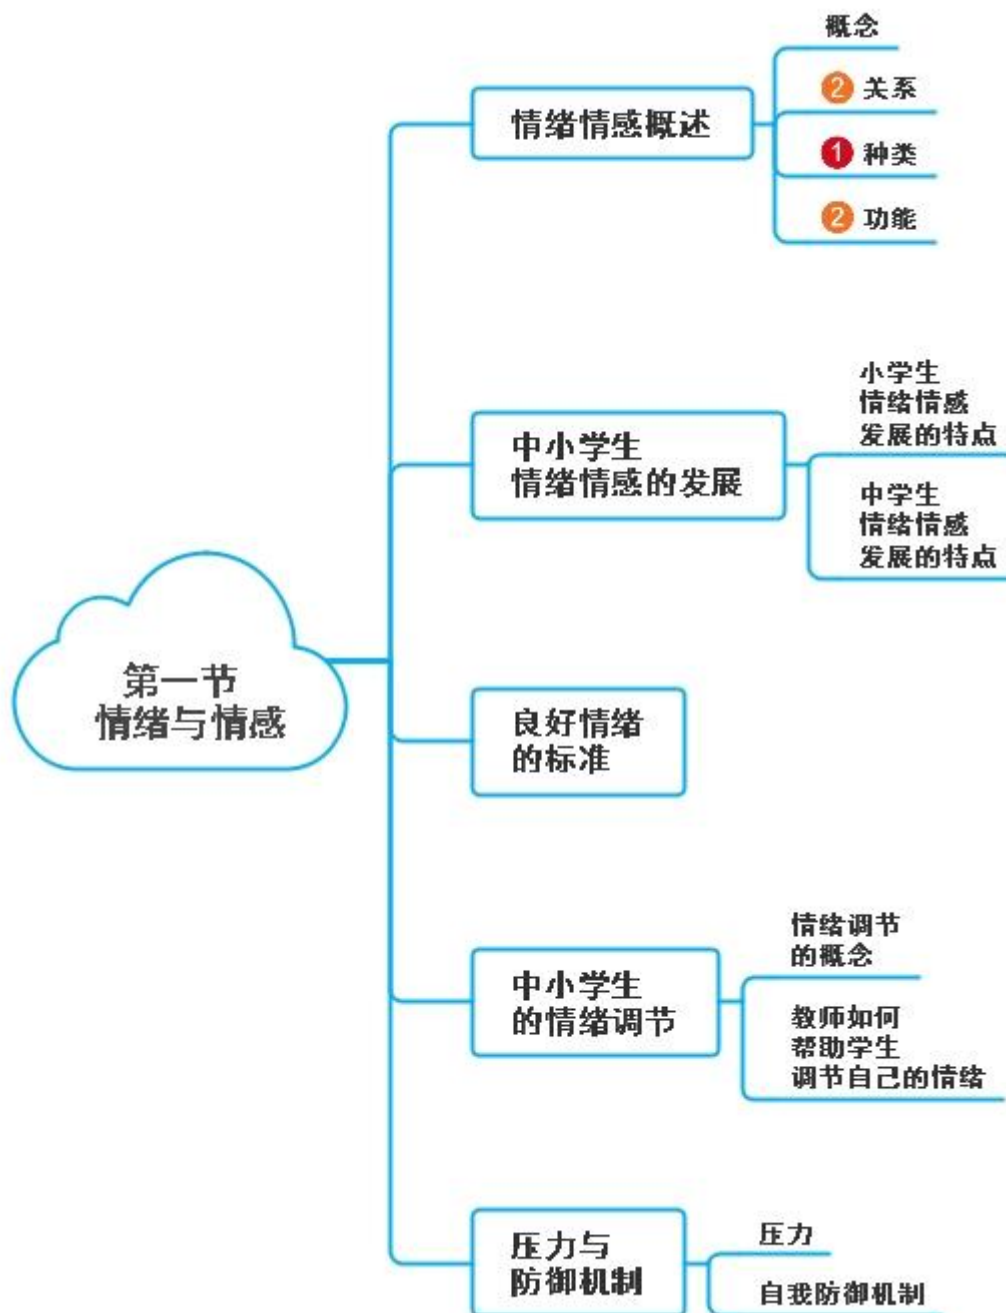 第一节
情绪与情感
情绪情感概述
概念
2 关系
1 种类
2 功能
中小学生
情绪情感的发展
小学生
情绪情感
发展的特点
中学生
情绪情感
发展的特点
良好情绪
的标准
中小学生
的情绪调节
情绪调节
的概念
教师如何
帮助学生
调节自己的情绪
压力与
防御机制
压力
自我防御机制